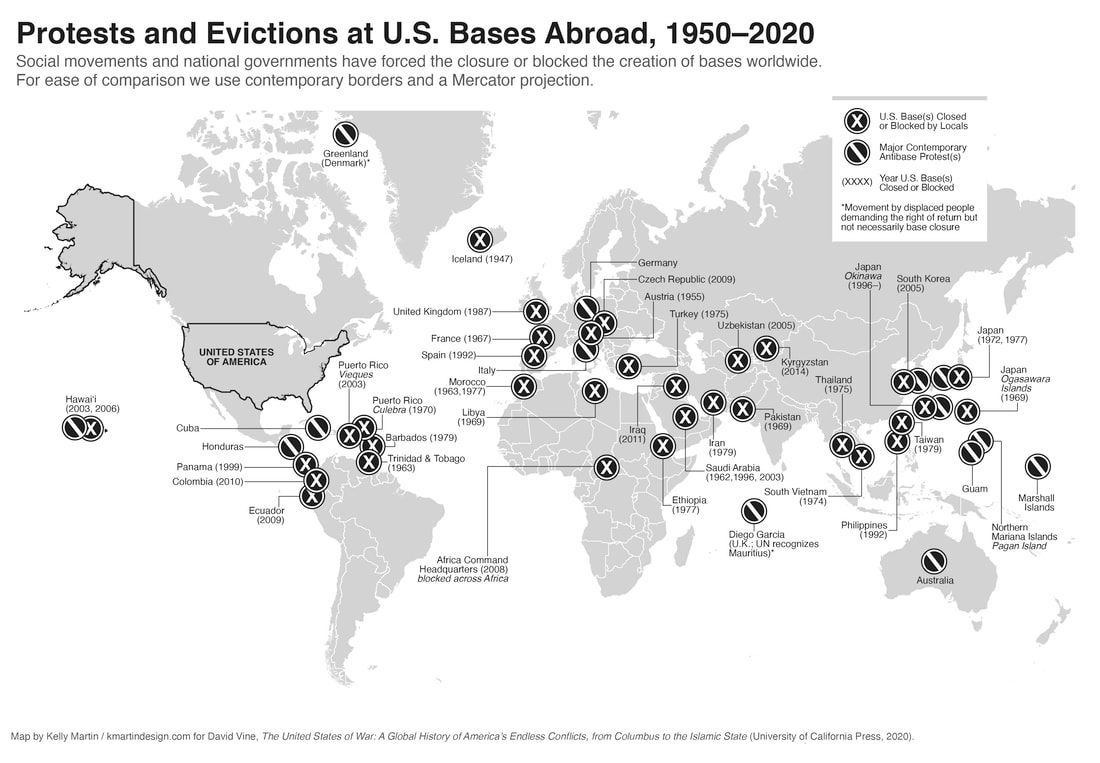 Protests and Evictions at U.S. Bases Abroad, 1950–2020
Social movements and national governments have forced the closure or blocked the creation of bases worldwide.
For ease of comparison we use contemporary borders and a Mercator projection.
X
U.S. Base(s) Closed
or Blocked by Locals
Major Contemporary
Antibase Protest(s)
(XXXX)
Year U.S. Base(s)
Closed or Blocked
*Movement by displaced people
demanding the right of return but
not necessarily base closure
Greenland
(Denmark)*
Iceland (1947)
Germany
Czech Republic (2009)
Austria (1955)
Turkey (1975)
Uzbekistan (2005)
Kyrgyzstan
(2014)
Japan
Okinawa
(1996–)
South Korea
(2005)
Japan
(1972, 1977)
Japan
Ogasawara
Islands
(1969)
United Kingdom (1987)
France (1967)
Spain (1992)
Italy
Morocco
(1963,1977)
Libya
(1969)
UNITED STATES
OF AMERICA
Puerto Rico
Vieques
(2003)
Puerto Rico
Culebra (1970)
Hawai‘i
(2003, 2006)
*
Cuba
Honduras
Barbados (1979)
Trinidad & Tobago
(1963)
Panama (1999)
Colombia (2010)
Ecuador
(2009)
Thailand
(1975)
Pakistan
(1969)
Iraq
(2011)
Iran
(1979)
Saudi Arabia
(1962,1996, 2003)
Ethiopia
(1977)
South Vietnam
(1974)
Taiwan
(1979)
Philippines
(1992)
Guam
Marshall
Islands
Northern
Mariana Islands
Pagan Island
Diego Garcia
(U.K.; UN recognizes
Mauritius)*
Africa Command
Headquarters (2008)
blocked across Africa
Australia
Map by Kelly Martin / kmartindesign.com for David Vine, The United States of War: A Global History of America's Endless Conflicts, from Columbus to the Islamic State (University of California Press, 2020).